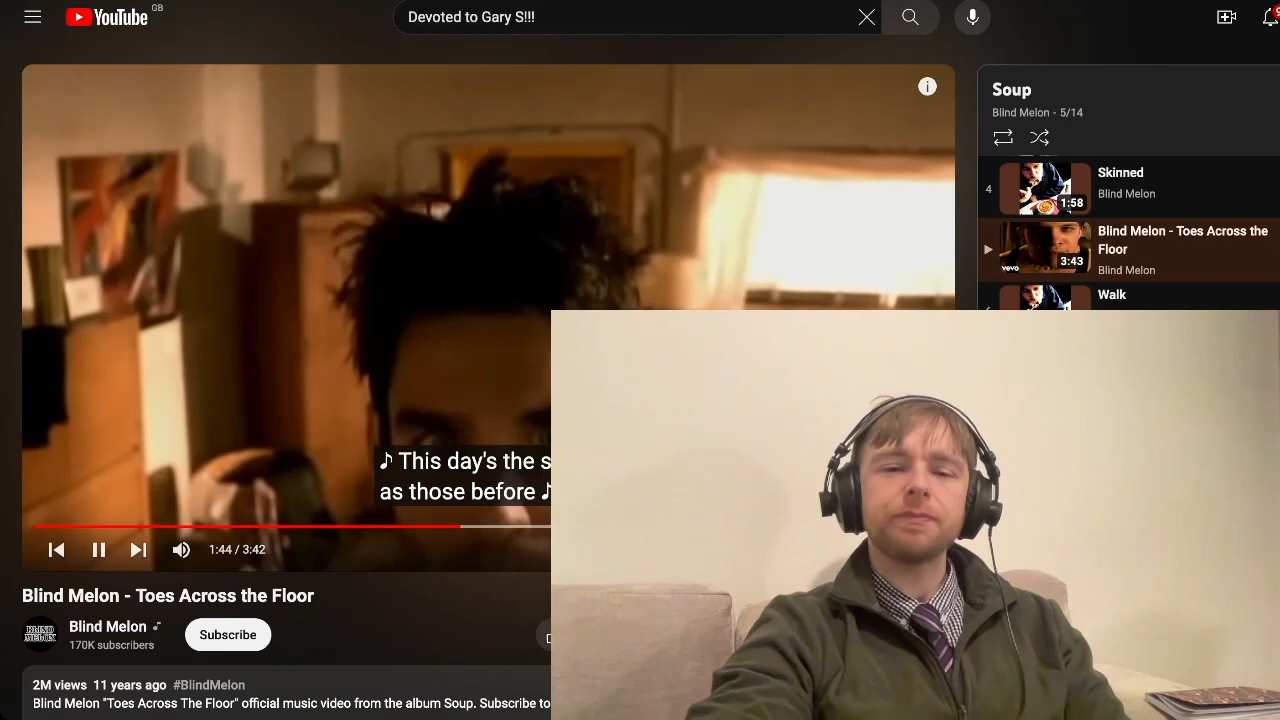 YouTube GB
Devoted to Gary S!!!
Soup
Blind Melon - 5/14
4
Skinned
Blind Melon
1:58
Blind Melon - Toes Across the
Floor
Blind Melon
3:43
vevo
Walk
♪ This day's the s
as those before ♪
1:44 / 3:42
Blind Melon - Toes Across the Floor
BLIND
MELON
Blind Melon
170K subscribers
Subscribe
2M views 11 years ago #BlindMelon
Blind Melon "Toes Across The Floor" official music video from the album Soup. Subscribe to